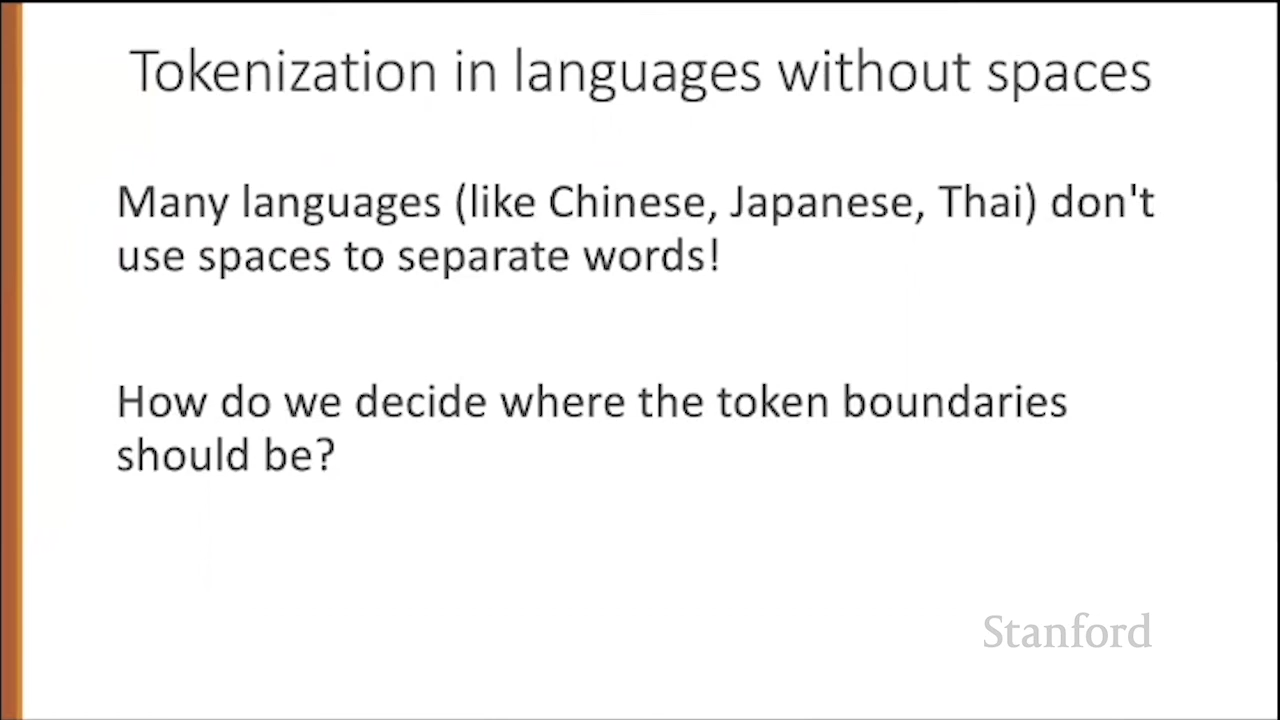 Tokenization in languages without spaces
Many languages (like Chinese, Japanese, Thai) don't
use spaces to separate words!
How do we decide where the token boundaries
should be?
Stanford